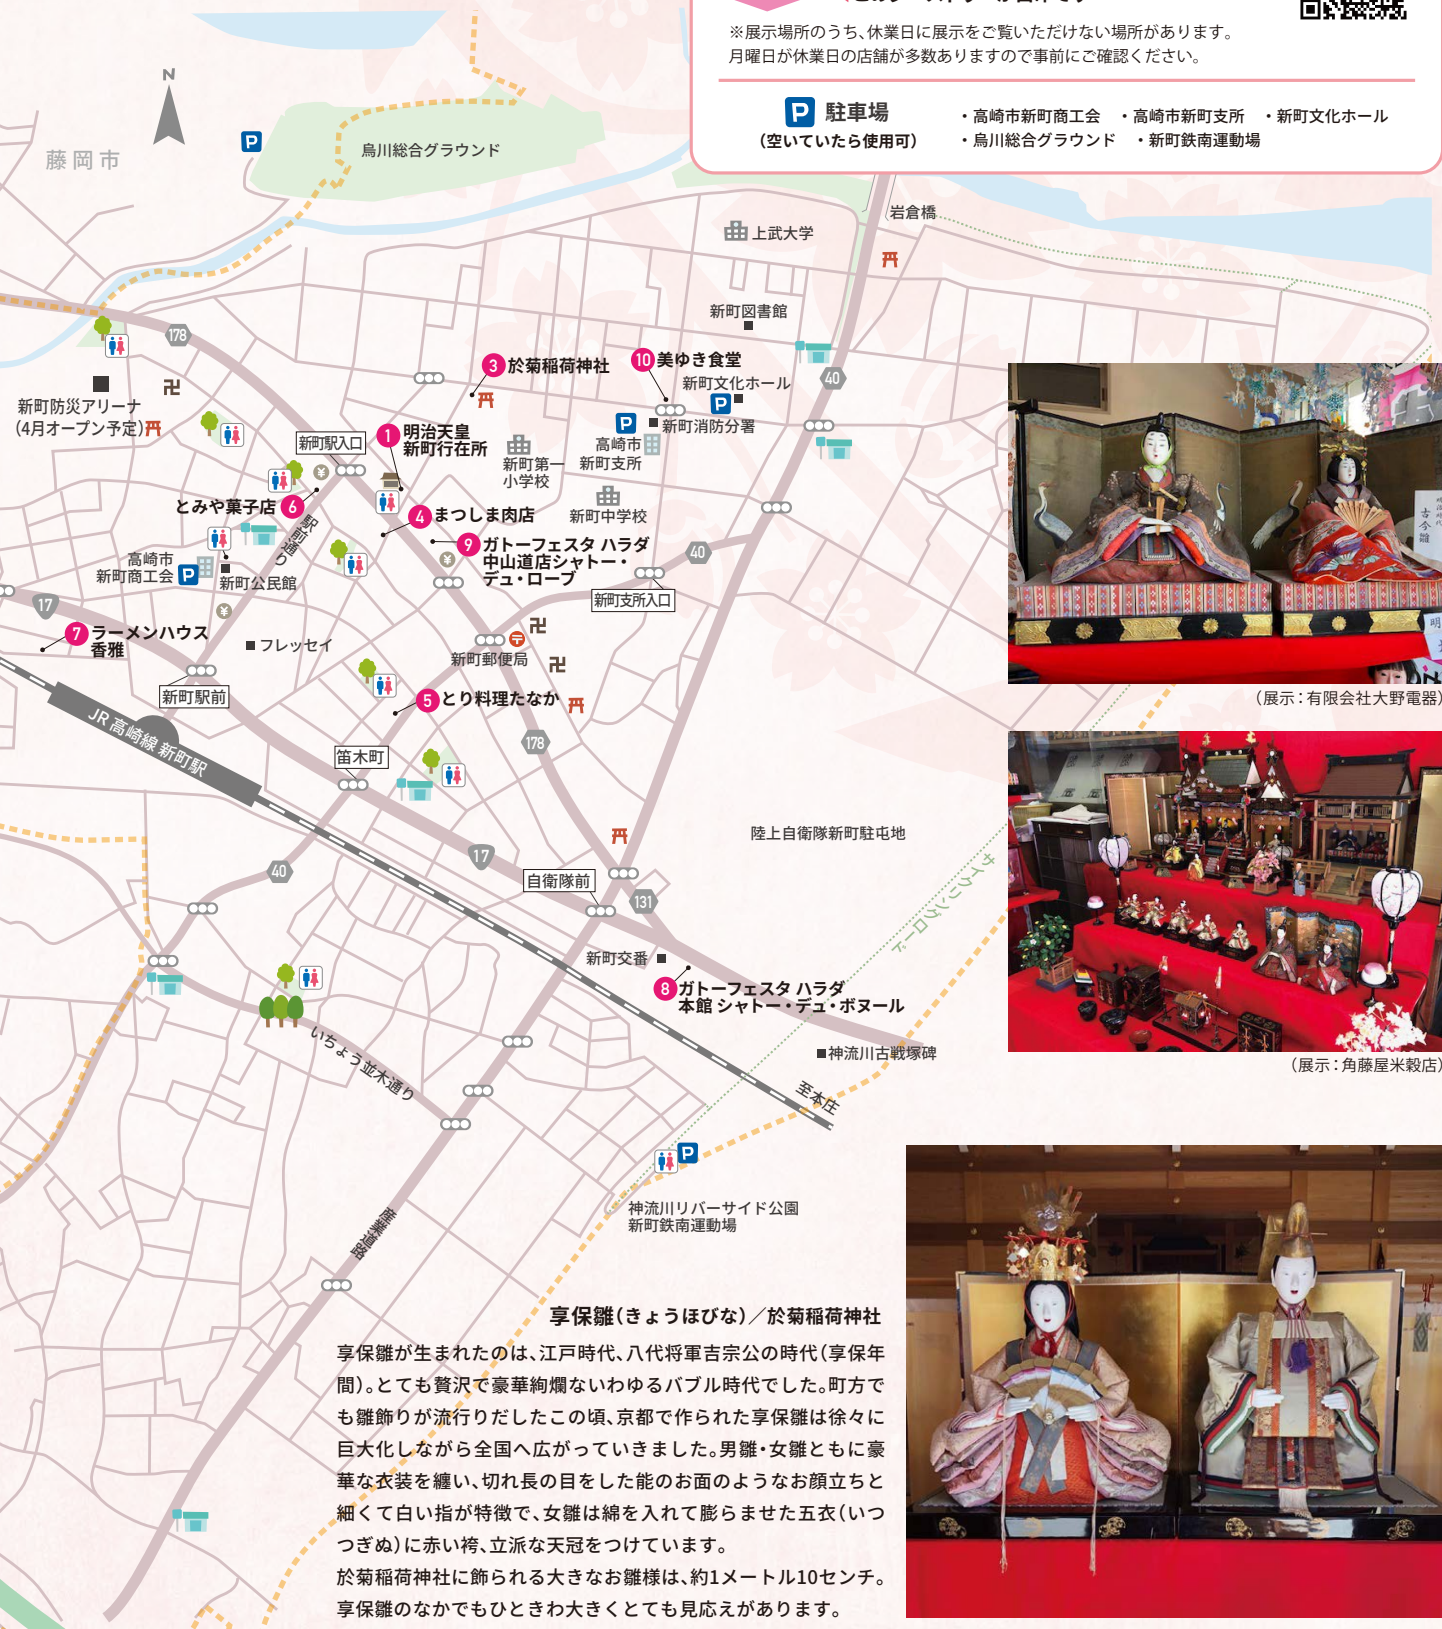 ※展示場所のうち、休業日に展示をご覧いただけない場所があります。
月曜日が休業日の店舗が多数ありますので事前にご確認ください。
P 駐車場
（空いていたら使用可）
・高崎市新町商工会　・高崎市新町支所　・新町文化ホール
・烏川総合グラウンド　・新町鉄南運動場
N
藤岡市
P
烏川総合グラウンド
岩倉橋
上武大学
新町図書館
178
3 於菊稲荷神社
10 美ゆき食堂
40
新町文化ホール
P
新町防災アリーナ
（4月オープン予定）
新町駅入口
1 明治天皇
新町行在所
P
新町消防分署
高崎市
新町支所
新町第一
小学校
6 とみや菓子店
駅前通り
4 まつしま肉店
新町中学校
9 ガトーフェスタ ハラダ
中山道店シャトー・
デュ・ローブ
40
高崎市
新町商工会
P
新町公民館
新町支所入口
17
7 ラーメンハウス
香雅
フレッセイ
新町郵便局
新町駅前
5 とり料理たなか
JR 高崎線 新町駅
178
笛木町
古今雛
（展示：有限会社大野電器）
陸上自衛隊新町駐屯地
17
40
自衛隊前
131
サイクリングロード
新町交番
8 ガトーフェスタ ハラダ
本館 シャトー・デュ・ボヌール
いちょう並木通り
神流川古戦塚碑
（展示：角藤屋米穀店）
至本庄
P
神流川リバーサイド公園
新町鉄南運動場
産業道路
享保雛（きょうほびな）／於菊稲荷神社
享保雛が生まれたのは、江戸時代、八代将軍吉宗公の時代（享保年
間）。とても贅沢で豪華絢爛ないわゆるバブル時代でした。町方で
も雛飾りが流行りだしたこの頃、京都で作られた享保雛は徐々に
巨大化しながら全国へ広がっていきました。男雛・女雛ともに豪
華な衣装を纏い、切れ長の目をした能のお面のようなお顔立ちと
細くて白い指が特徴で、女雛は綿を入れて膨らませた五衣（いつ
つぎぬ）に赤い袴、立派な天冠をつけています。
於菊稲荷神社に飾られる大きなお雛様は、約1メートル10センチ。
享保雛のなかでもひときわ大きくとても見応えがあります。